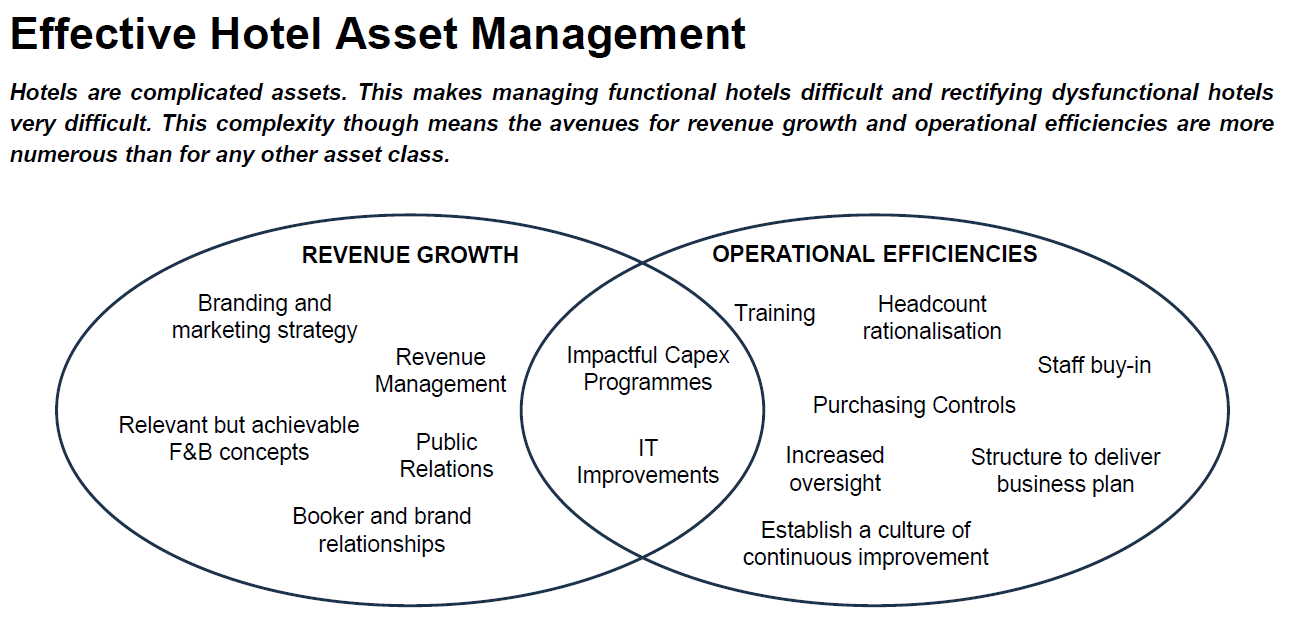 Effective Hotel Asset Management
Hotels are complicated assets. This makes managing functional hotels difficult and rectifying dysfunctional hotels
very difficult. This complexity though means the avenues for revenue growth and operational efficiencies are more
numerous than for any other asset class.
REVENUE GROWTH
Branding and
marketing strategy
Revenue
Management
Relevant but achievable
F&B concepts
Public
Relations
Booker and brand
relationships
Impactful Capex
Programmes
IT
Improvements
OPERATIONAL EFFICIENCIES
Training
Headcount
rationalisation
Staff buy-in
Purchasing Controls
Increased
oversight
Structure to deliver
business plan
Establish a culture of
continuous improvement